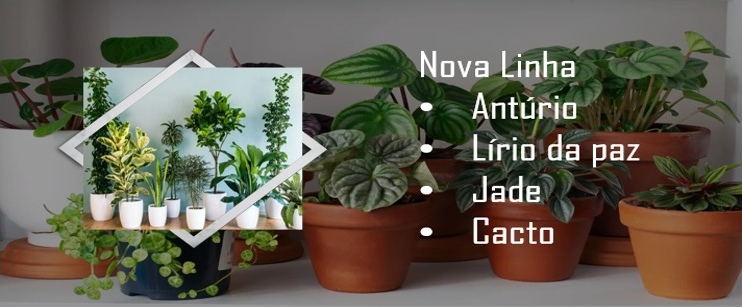 Nova Linha
• Antúrio
• Lírio da paz
• Jade
• Cacto